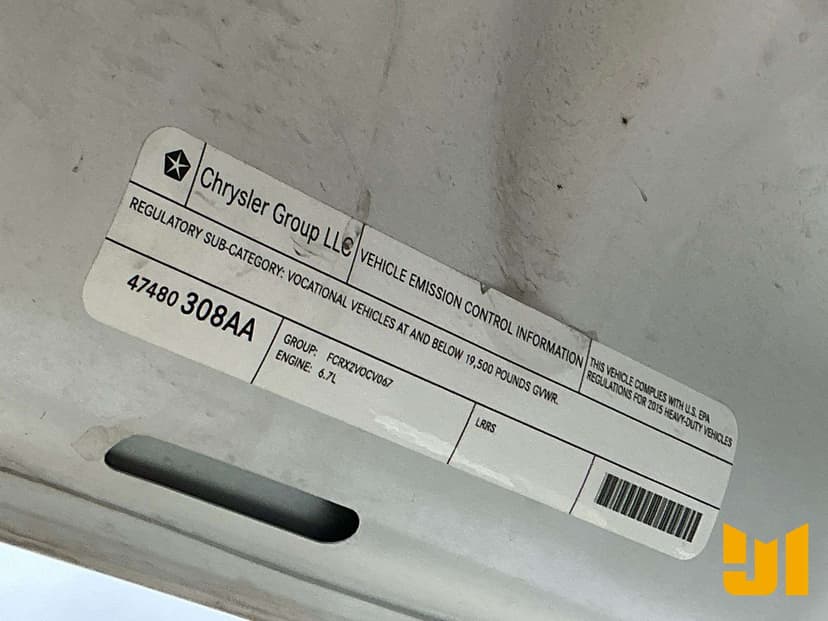 Chrysler Group LLC
VEHICLE EMISSION CONTROL INFORMATION
THIS VEHICLE COMPLIES WITH U.S. EPA
REGULATIONS FOR 2015 HEAVY-DUTY VEHICLES
REGULATORY SUB-CATEGORY: VOCATIONAL VEHICLES AT AND BELOW 19,500 POUNDS GVWR.
47480 308AA
GROUP: FCRX2VOCV067
ENGINE: 6.7L
LRRS